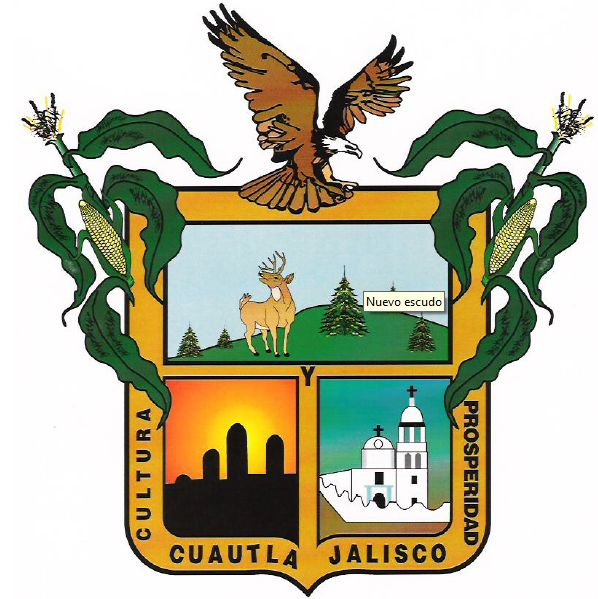 Nuevo escudo
CULTURA
Y
PROSPERIDAD
CUAUTLA JALISCO